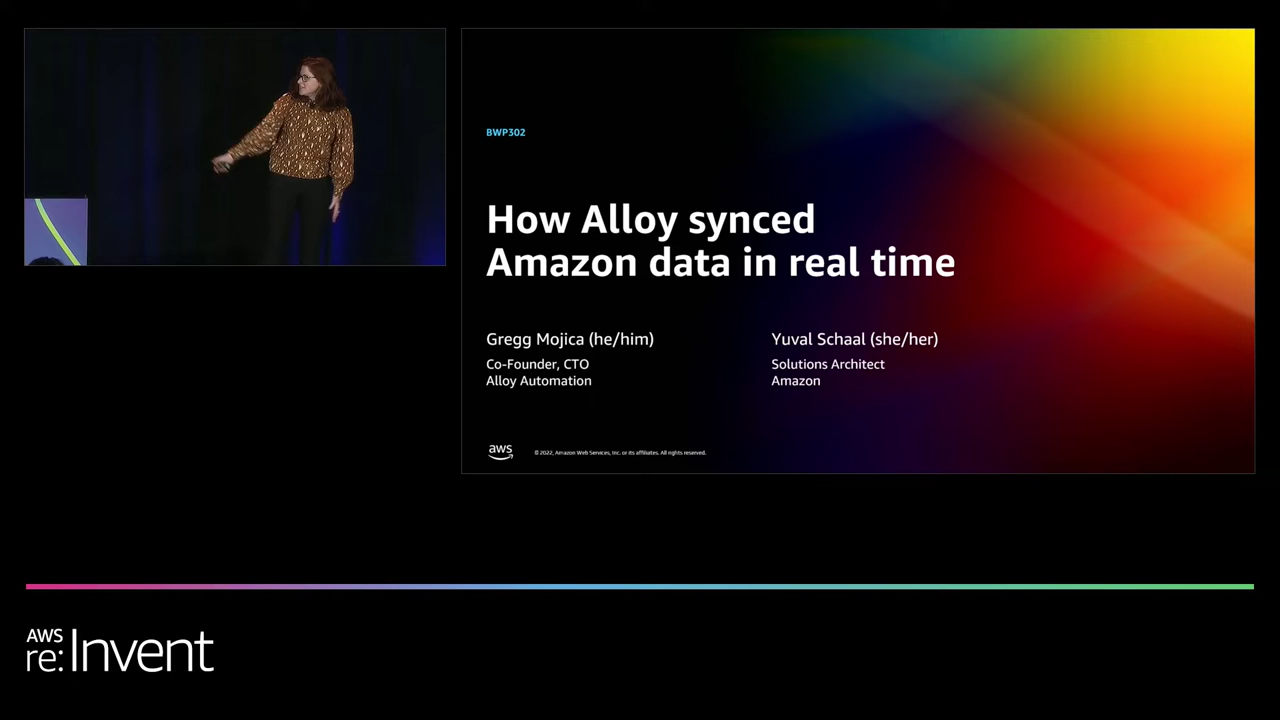 BWP302
How Alloy synced
Amazon data in real time
Gregg Mojica (he/him)
Co-Founder, CTO
Alloy Automation
Yuval Schaal (she/her)
Solutions Architect
Amazon
aws
© 2022, Amazon Web Services, Inc. or its affiliates. All rights reserved.
AWS
re:Invent